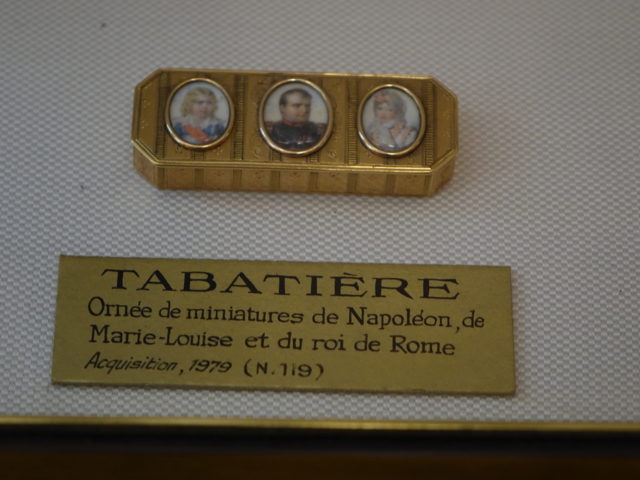 TABATIÈRE
Ornée de miniatures de Napoléon, de
Marie-Louise et du roi de Rome
Acquisition, 1979 (N. 119)